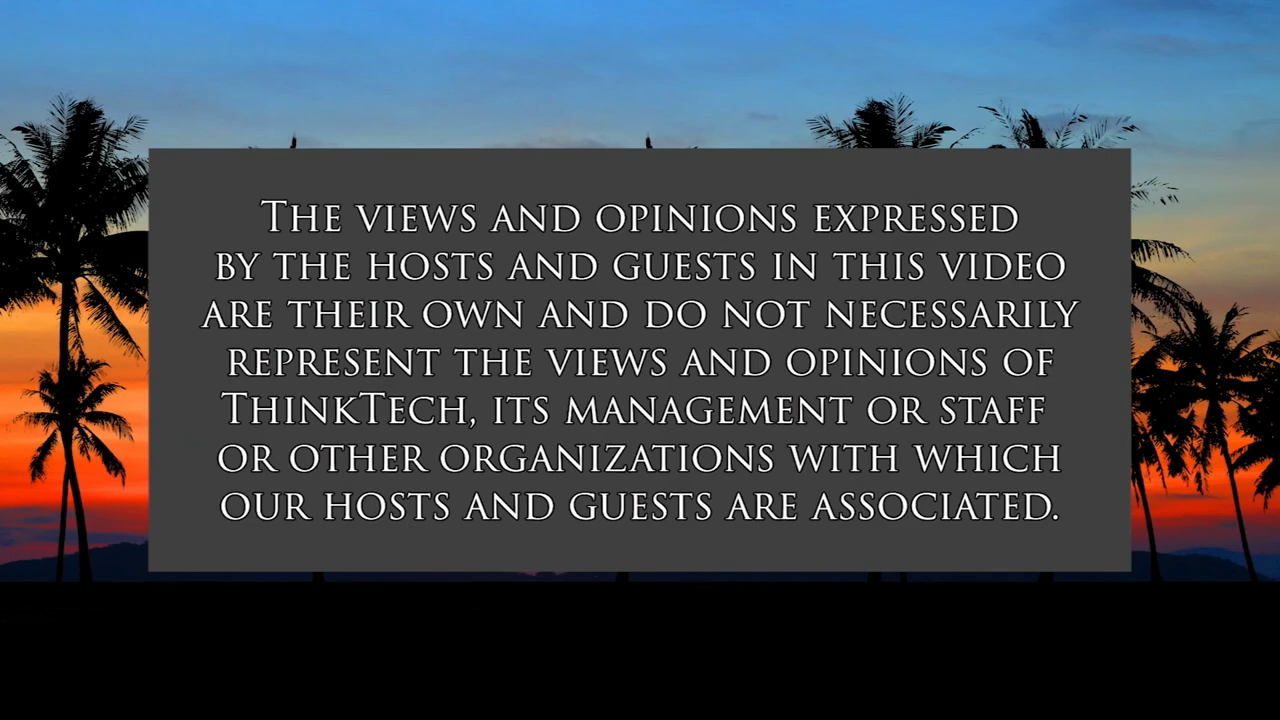 The views and opinions expressed
by the hosts and guests in this video
are their own and do not necessarily
represent the views and opinions of
ThinkTech, its management or staff
or other organizations with which
our hosts and guests are associated.